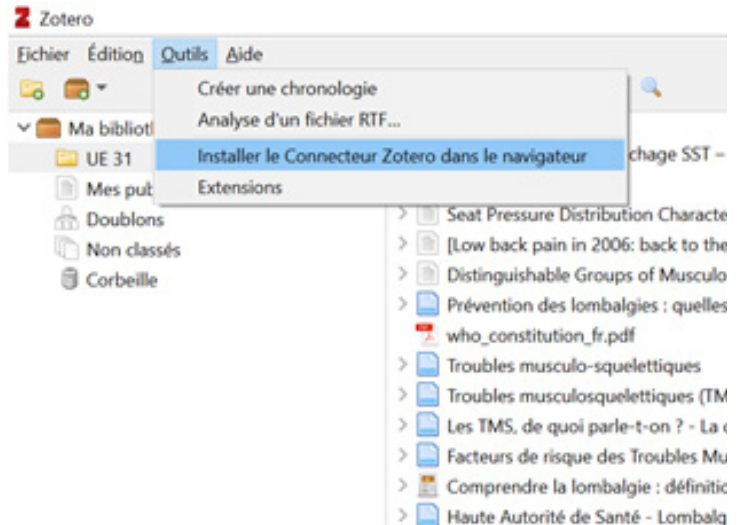 Zotero
Fichier Édition Outils Aide
Créer une chronologie
Analyse d'un fichier RTF...
Installer le Connecteur Zotero dans le navigateur
Extensions
Ma bibliotl
UE 31
Mes pub
Doublons
Non classés
Corbeille
chage SST –
Seat Pressure Distribution Characte
[Low back pain in 2006: back to the
Distinguishable Groups of Musculo
Prévention des lombalgies : quelles
who_constitution_fr.pdf
Troubles musculo-squelettiques
Troubles musculosquelettiques (TM
Les TMS, de quoi parle-t-on ? - La
Facteurs de risque des Troubles Mu
Comprendre la lombalgie : définitio
Haute Autorité de Santé - Lombalg